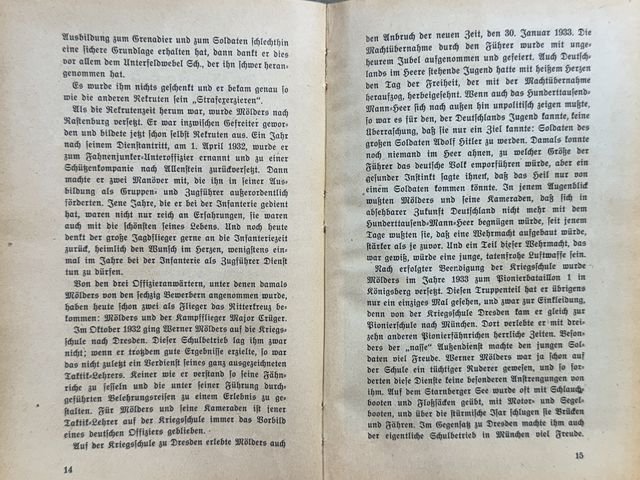 Ausbildung zum Grenadier und zum Soldaten schlechthin
eine sichere Grundlage erhalten hat, dann dankt er dies
vor allem dem Unterfeldwebel Sch., der ihn schwer heran-
genommen hat.
Es wurde ihm nichts geschenkt und er bekam genau so
wie die anderen Rekruten sein „Strafexerzieren“.
Als die Rekrutenzeit herum war, wurde Mölders nach
Rastenburg versetzt. Er war inzwischen Gefreiter gewor-
den und bildete jetzt schon selbst Rekruten aus. Ein Jahr
nach seinem Dienstantritt, am 1. April 1932, wurde er
zum Fahnenjunker-Unteroffizier ernannt und zu einer
Schützenkompanie nach Allenstein zurückversetzt. Dann
machte er zwei Manöver mit, die ihn in seiner Aus-
bildung als Gruppen- und Zugführer außerordentlich
förderten. Jene Jahre, die er bei der Infanterie gedient
hat, waren nicht nur reich an Erfahrungen, sie waren
auch mit die schönsten seines Lebens. Und noch heute
denkt der große Jagdflieger gerne an die Infanteriezeit
zurück, heimlich den Wunsch im Herzen, wenigstens ein-
mal im Jahre bei der Infanterie als Zugführer Dienst
tun zu dürfen.
Von den drei Offizieranwärtern, unter denen damals
Mölders von den sechzig Bewerbern angenommen wurde,
haben heute schon zwei als Flieger das Ritterkreuz be-
kommen: Mölders und der Kampfflieger Major Crüger.
Im Oktober 1932 ging Werner Mölders auf die Kriegs-
schule nach Dresden. Dieser Schulbetrieb lag ihm zwar
nicht; wenn er trotzdem gute Ergebnisse erzielte, so war
das nicht zuletzt ein Verdienst seines ganz ausgezeichneten
Taktik-Lehrers. Keiner wie er verstand so seine Fähn-
riche zu fesseln und die unter seiner Führung durch-
geführten Belehrungsreisen zu einem Erlebnis zu ge-
stalten. Für Mölders und seine Kameraden ist jener
Taktik-Lehrer auf der Kriegsschule immer das Vorbild
eines deutschen Offiziers geblieben.
Auf der Kriegsschule zu Dresden erlebte Mölders auch
14
den Anbruch der neuen Zeit, den 30. Januar 1933. Die
Machtübernahme durch den Führer wurde mit unge-
heurem Jubel aufgenommen und gefeiert. Auch Deutsch-
lands im Heere stehende Jugend hatte mit heißem Herzen
den Tag der Freiheit, der mit der Machtübernahme
heraufzog, herbeigesehnt. Wenn auch das Hunderttausend-
Mann-Heer sich nach außen hin unpolitisch zeigen mußte,
so war es für den, der Deutschlands Jugend kannte, keine
Überraschung, daß sie nur ein Ziel kannte: Soldaten des
großen Soldaten Adolf Hitler zu werden. Damals konnte
noch niemand im Heer ahnen, zu welcher Größe der
Führer das deutsche Volk emporführen würde, aber ein
gesunder Instinkt sagte ihnen, daß das Heil nur von
einem Soldaten kommen könnte. In jenem Augenblick
wußten Mölders und seine Kameraden, daß sich in
absehbarer Zukunft Deutschland nicht mehr mit dem
Hunderttausend-Mann-Heer begnügen würde, seit jenem
Tage wußten sie, daß eine Wehrmacht aufgebaut würde,
stärker als je zuvor. Und ein Teil dieser Wehrmacht, das
war gewiß, würde eine junge, tatenfrohe Luftwaffe sein.
Nach erfolgter Beendigung der Kriegsschule wurde
Mölders im Jahre 1933 zum Pionierbataillon 1 in
Königsberg versetzt. Diesen Truppenteil hat er übrigens
nur ein einziges Mal gesehen, und zwar zur Einkleidung,
denn von der Kriegsschule Dresden kam er gleich zur
Pionierschule nach München. Dort verlebte er mit drei-
zehn anderen Pionierfähnrichen herrliche Zeiten. Beson-
ders der „nasse“ Außendienst machte den jungen Sol-
daten viel Freude. Werner Mölders war ja schon auf
der Schule ein tüchtiger Ruderer gewesen, und so for-
derte dieses Dienste keine besonderen Anstrengungen von
ihm. Auf dem Starnberger See wurde oft mit Schlauch-
booten und Floßsäcken geübt, mit Motor- und Segel-
booten, und über die stürmische Isar schlugen sie Brücken
und Fähren. Im Gegensatz zu Dresden machte ihm auch
der eigentliche Schulbetrieb in München viel Freude.
15